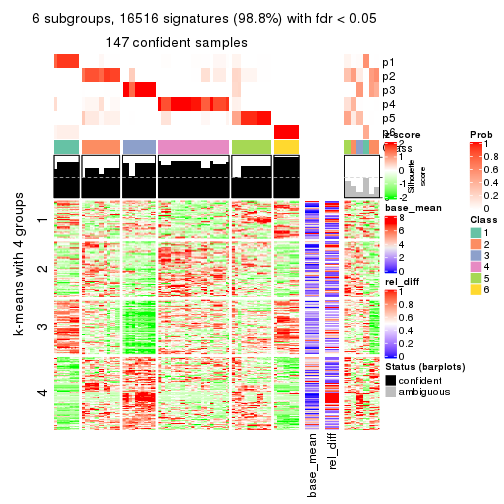 6 subgroups, 16516 signatures (98.8%) with fdr < 0.05
147 confident samples
p1
p2
p3
p4
p5
p6
Class
z-score
2
1
0
-1
-2
Silhouette
score
k-means with 4 groups
1
2
3
4
base_mean
8
6
4
2
0
rel_diff
1
0.8
0.6
0.4
0.2
0
Status (barplots)
confident
ambiguous
Prob
1
0.8
0.6
0.4
0.2
0
Class
1
2
3
4
5
6
base_mean
rel_diff